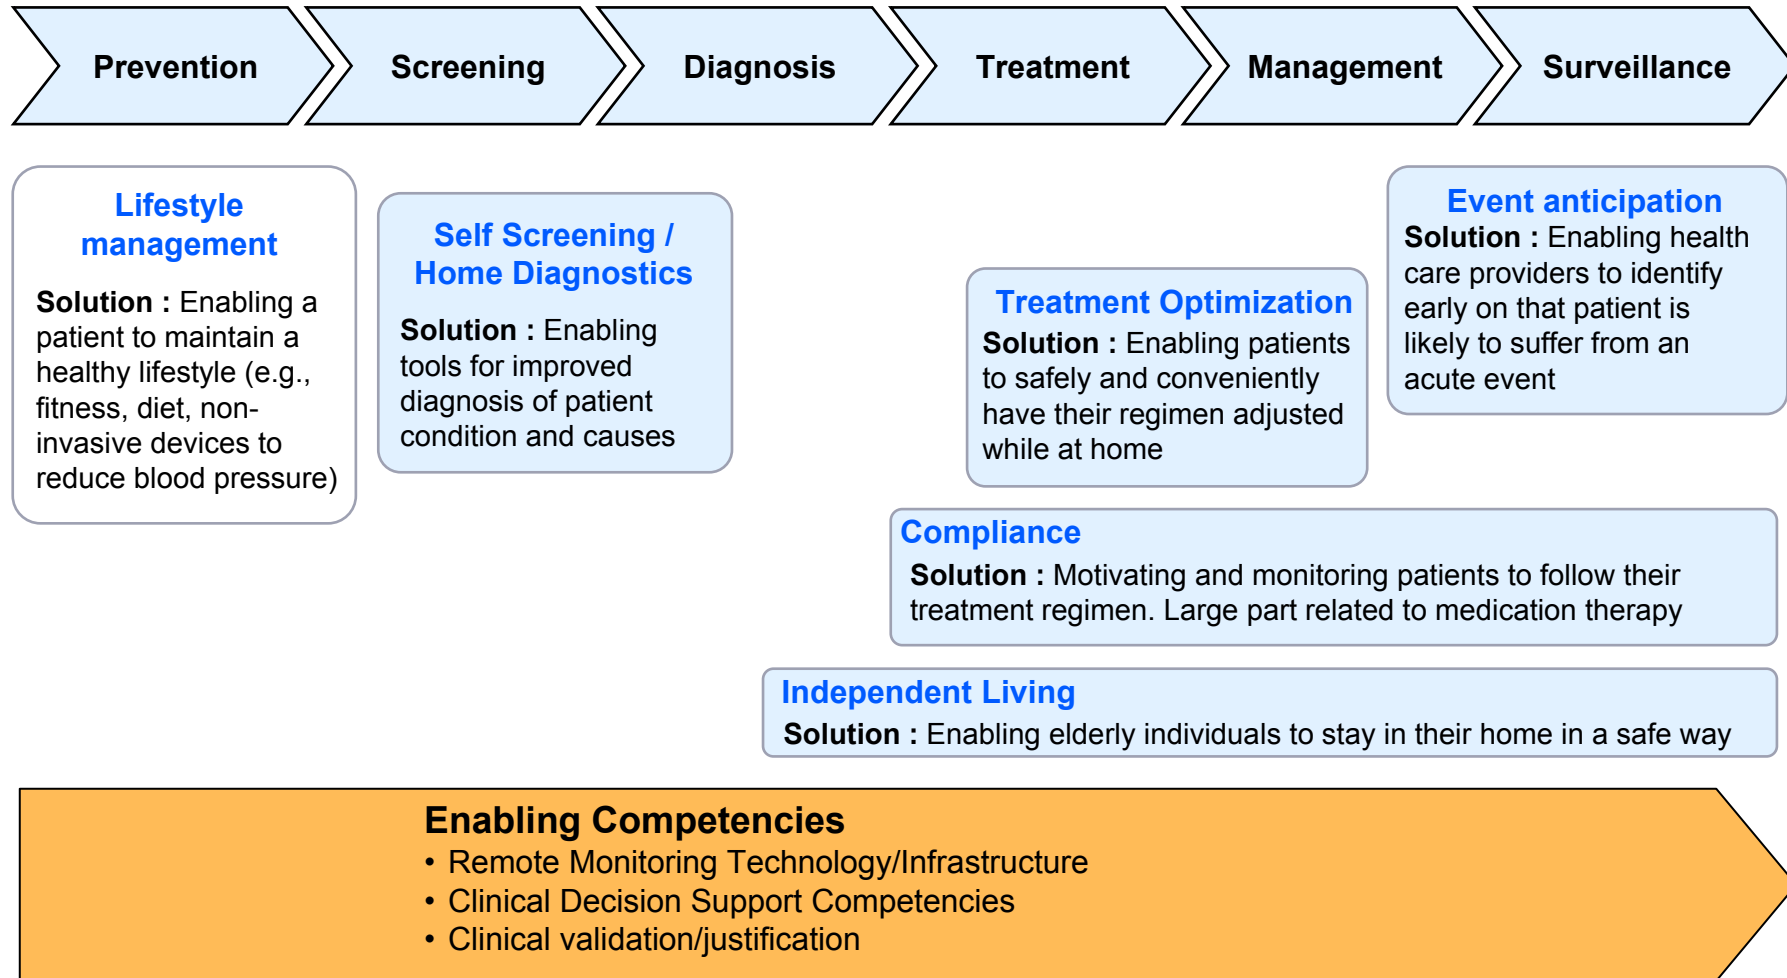 Prevention
Screening
Diagnosis
Treatment
Management
Surveillance
Lifestyle
management
Solution : Enabling a
patient to maintain a
healthy lifestyle (e.g.,
fitness, diet, non-
invasive devices to
reduce blood pressure)
Self Screening /
Home Diagnostics
Solution : Enabling
tools for improved
diagnosis of patient
condition and causes
Treatment Optimization
Solution : Enabling patients
to safely and conveniently
have their regimen adjusted
while at home
Event anticipation
Solution : Enabling health
care providers to identify
early on that patient is
likely to suffer from an
acute event
Compliance
Solution : Motivating and monitoring patients to follow their
treatment regimen. Large part related to medication therapy
Independent Living
Solution : Enabling elderly individuals to stay in their home in a safe way
Enabling Competencies
• Remote Monitoring Technology/Infrastructure
• Clinical Decision Support Competencies
• Clinical validation/justification